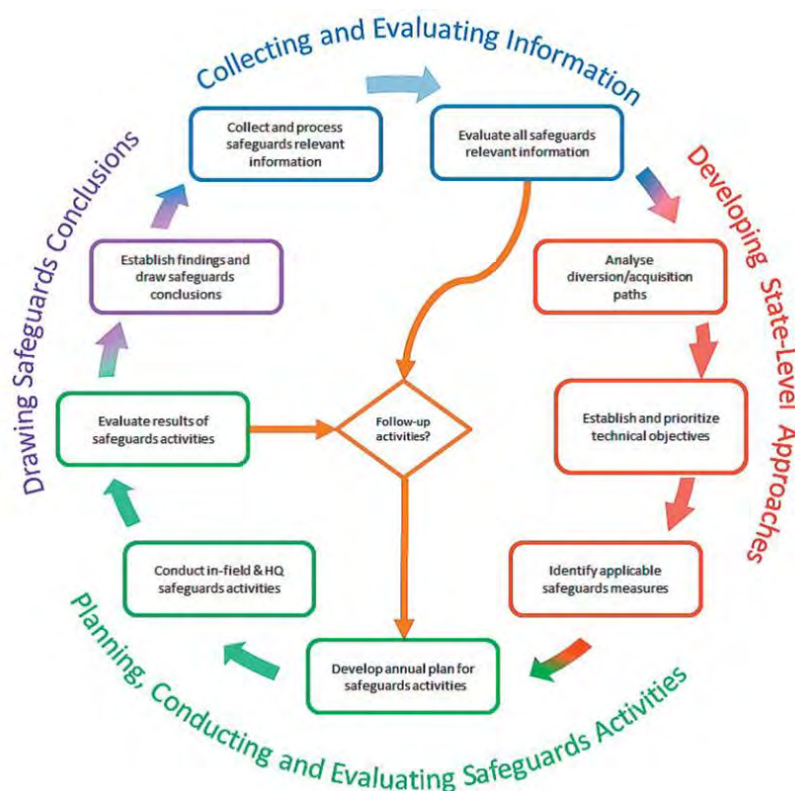 Collecting and Evaluating Information
Collect and process
safeguards relevant
information
Evaluate all safeguards
relevant information
Developing State-Level Approaches
Analyse
diversion/acquisition
paths
Establish and prioritize
technical objectives
Identify applicable
safeguards measures
Planning, Conducting and Evaluating Safeguards Activities
Develop annual plan for
safeguards activities
Conduct in-field & HQ
safeguards activities
Evaluate results of
safeguards activities
Drawing Safeguards Conclusions
Establish findings and
draw safeguards
conclusions
Follow-up
activities?